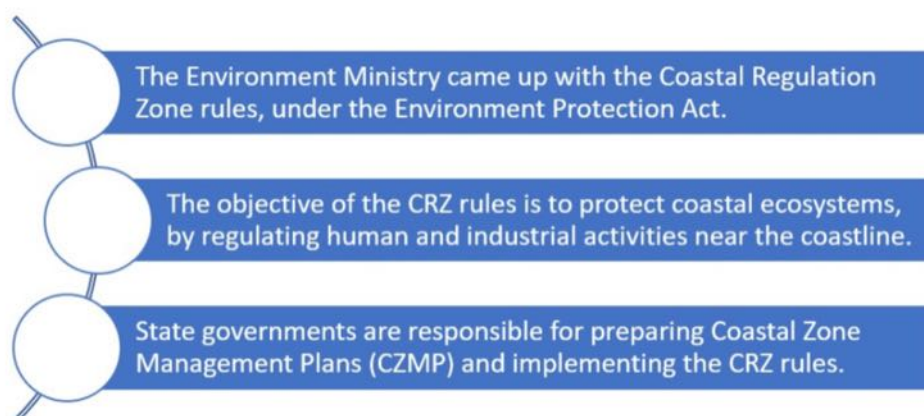 The Environment Ministry came up with the Coastal Regulation
Zone rules, under the Environment Protection Act.
The objective of the CRZ rules is to protect coastal ecosystems,
by regulating human and industrial activities near the coastline.
State governments are responsible for preparing Coastal Zone
Management Plans (CZMP) and implementing the CRZ rules.